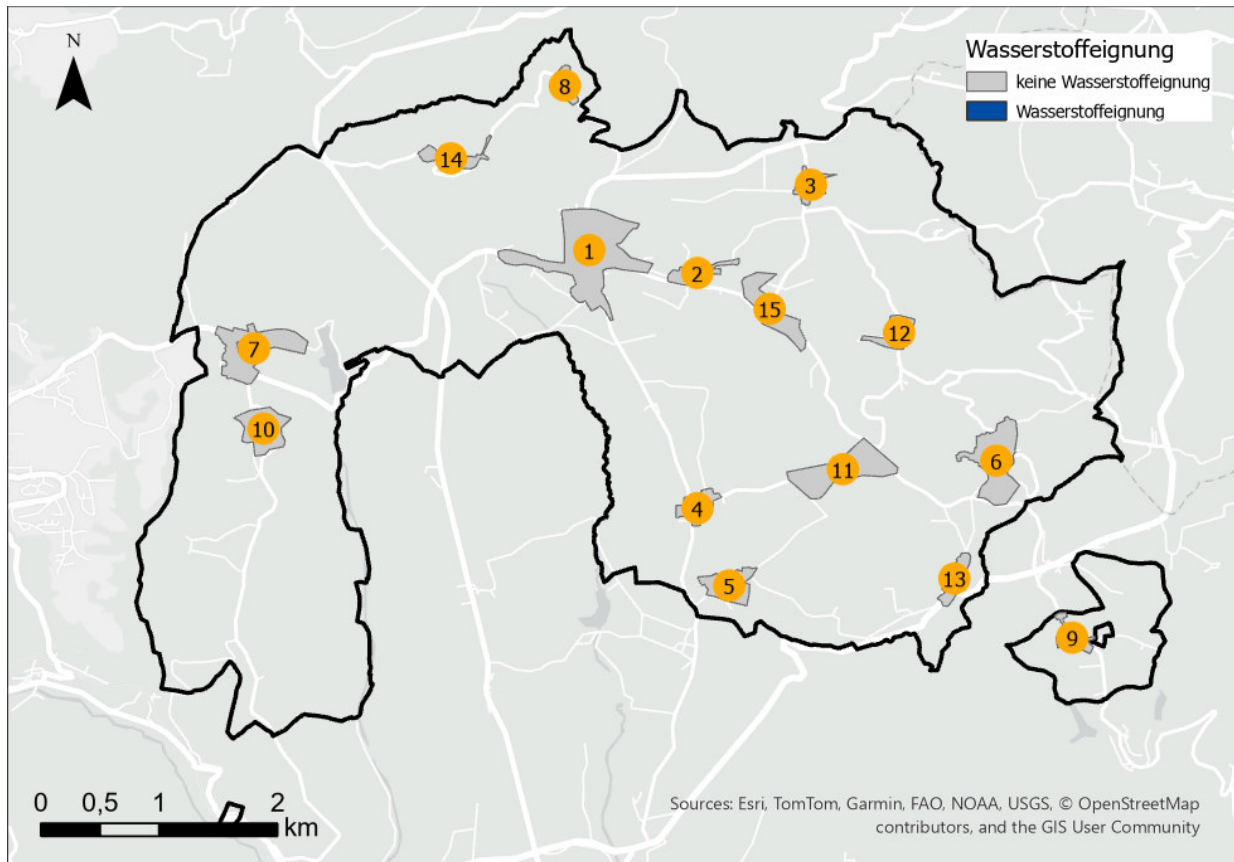 N
Wasserstoffeignung
keine Wasserstoffeignung
Wasserstoffeignung
8
14
3
1
2
15
12
7
10
11
6
4
5
13
9
0 0,5 1 2
km
Sources: Esri, TomTom, Garmin, FAO, NOAA, USGS, © OpenStreetMap
contributors, and the GIS User Community